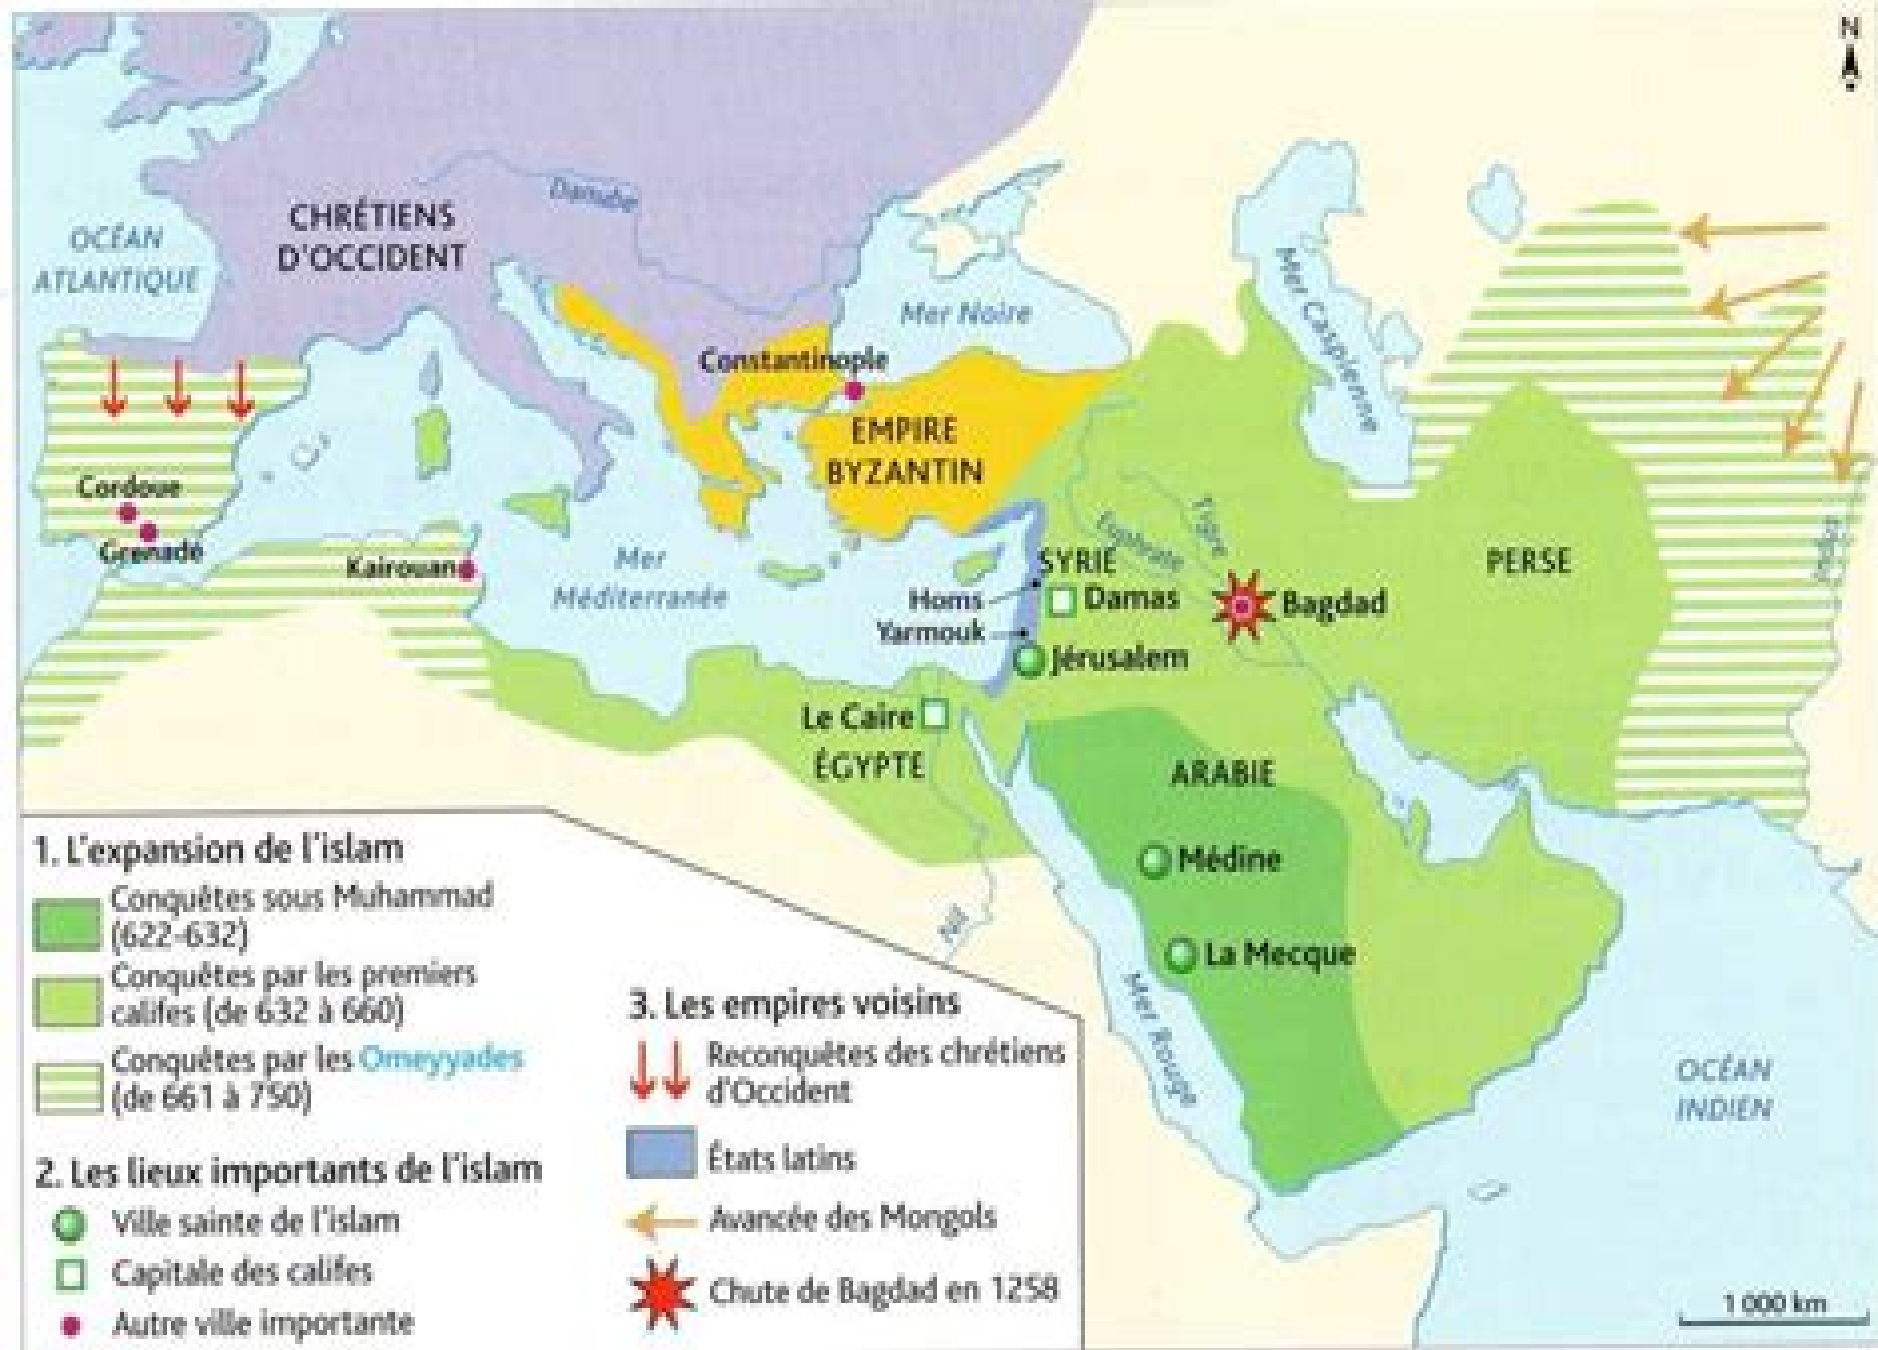 N
CHRÉTIENS
D'OCCIDENT
Danube
OCÉAN
ATLANTIQUE
Mer Noire
Mer Caspienne
Constantinople
EMPIRE
BYZANTIN
Cordoue
Grenade
Kairouan
Mer
Méditerranée
Tigre
Euphrate
SYRIE
Homs
Damas
Bagdad
PERSE
Indus
Yarmouk
Jérusalem
Le Caire
ÉGYPTE
ARABIE
Médine
La Mecque
Nil
Mer Rouge
OCÉAN
INDIEN
1. L'expansion de l'islam
Conquêtes sous Muhammad
(622-632)
Conquêtes par les premiers
califes (de 632 à 660)
Conquêtes par les Omeyyades
(de 661 à 750)
2. Les lieux importants de l'islam
Ville sainte de l'islam
Capitale des califes
Autre ville importante
3. Les empires voisins
Reconquêtes des chrétiens
d'Occident
États latins
Avancée des Mongols
Chute de Bagdad en 1258
1 000 km